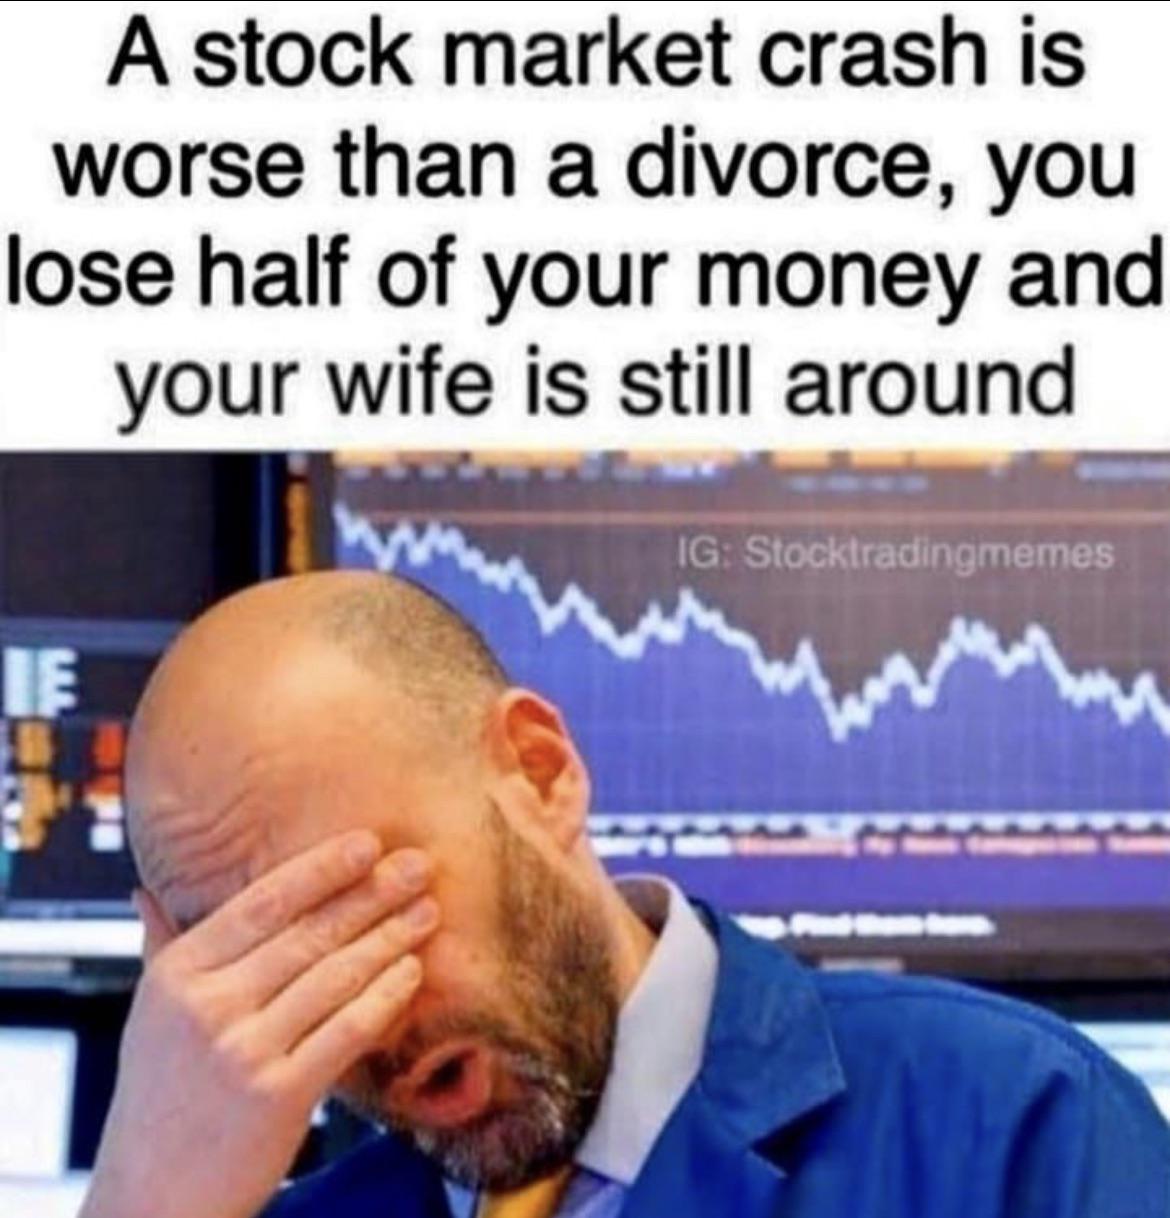 A stock market crash is
worse than a divorce, you
lose half of your money and
your wife is still around
IG: Stocktradingmemes